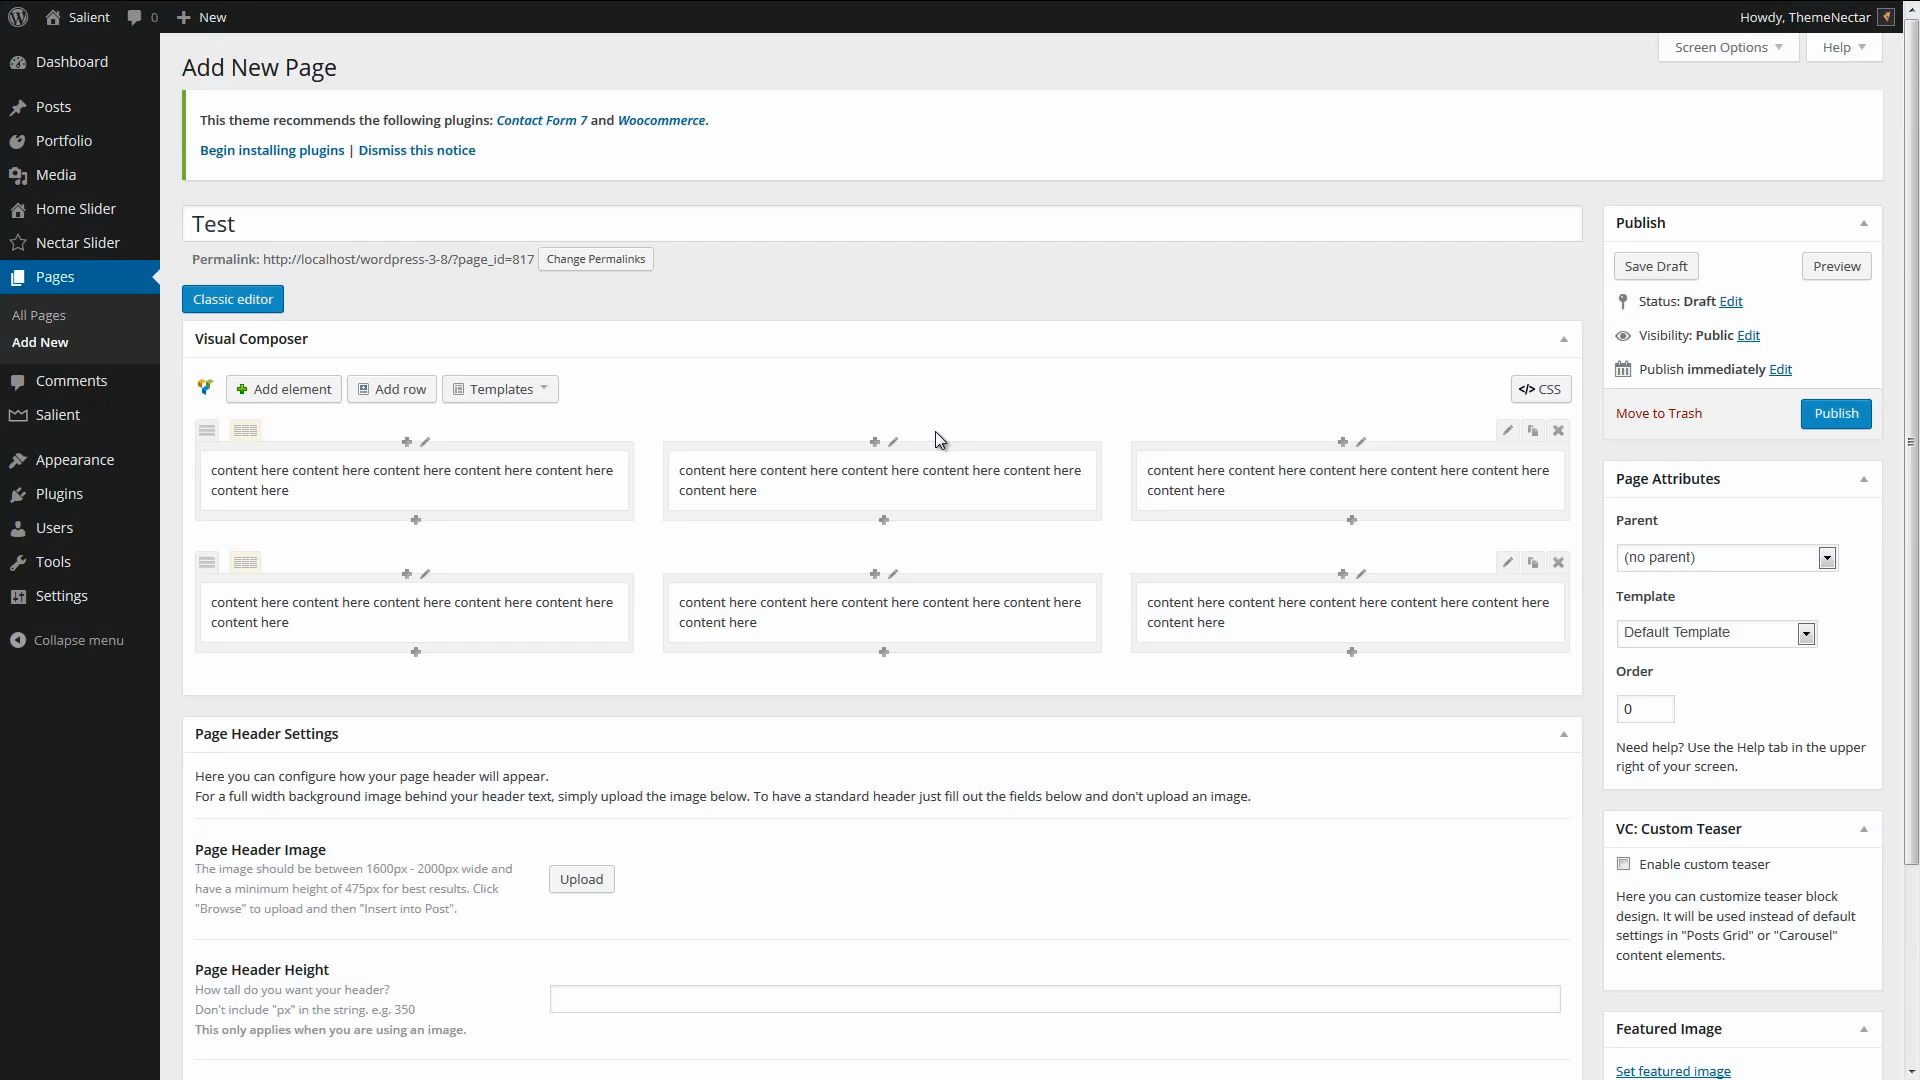 Salient
0
New
Howdy, ThemeNectar
Dashboard
Posts
Portfolio
Media
Home Slider
Nectar Slider
Pages
All Pages
Add New
Comments
Salient
Appearance
Plugins
Users
Tools
Settings
Collapse menu
Screen Options
Help
Add New Page
This theme recommends the following plugins: Contact Form 7 and Woocommerce.
Begin installing plugins | Dismiss this notice
Test
Permalink: http://localhost/wordpress-3-8/?page_id=817
Change Permalinks
Classic editor
Visual Composer
Add element
Add row
Templates
</> CSS
content here content here content here content here content here
content here
content here content here content here content here content here
content here
content here content here content here content here content here
content here
content here content here content here content here content here
content here
content here content here content here content here content here
content here
content here content here content here content here content here
content here
Page Header Settings
Here you can configure how your page header will appear.
For a full width background image behind your header text, simply upload the image below. To have a standard header just fill out the fields below and don't upload an image.
Page Header Image
The image should be between 1600px - 2000px wide and
have a minimum height of 475px for best results. Click
"Browse" to upload and then "Insert into Post".
Upload
Page Header Height
How tall do you want your header?
Don't include "px" in the string. e.g. 350
This only applies when you are using an image.
Publish
Save Draft
Preview
Status: Draft Edit
Visibility: Public Edit
Publish immediately Edit
Move to Trash
Publish
Page Attributes
Parent
(no parent)
Template
Default Template
Order
0
Need help? Use the Help tab in the upper
right of your screen.
VC: Custom Teaser
Enable custom teaser
Here you can customize teaser block
design. It will be used instead of default
settings in "Posts Grid" or "Carousel"
content elements.
Featured Image
Set featured image